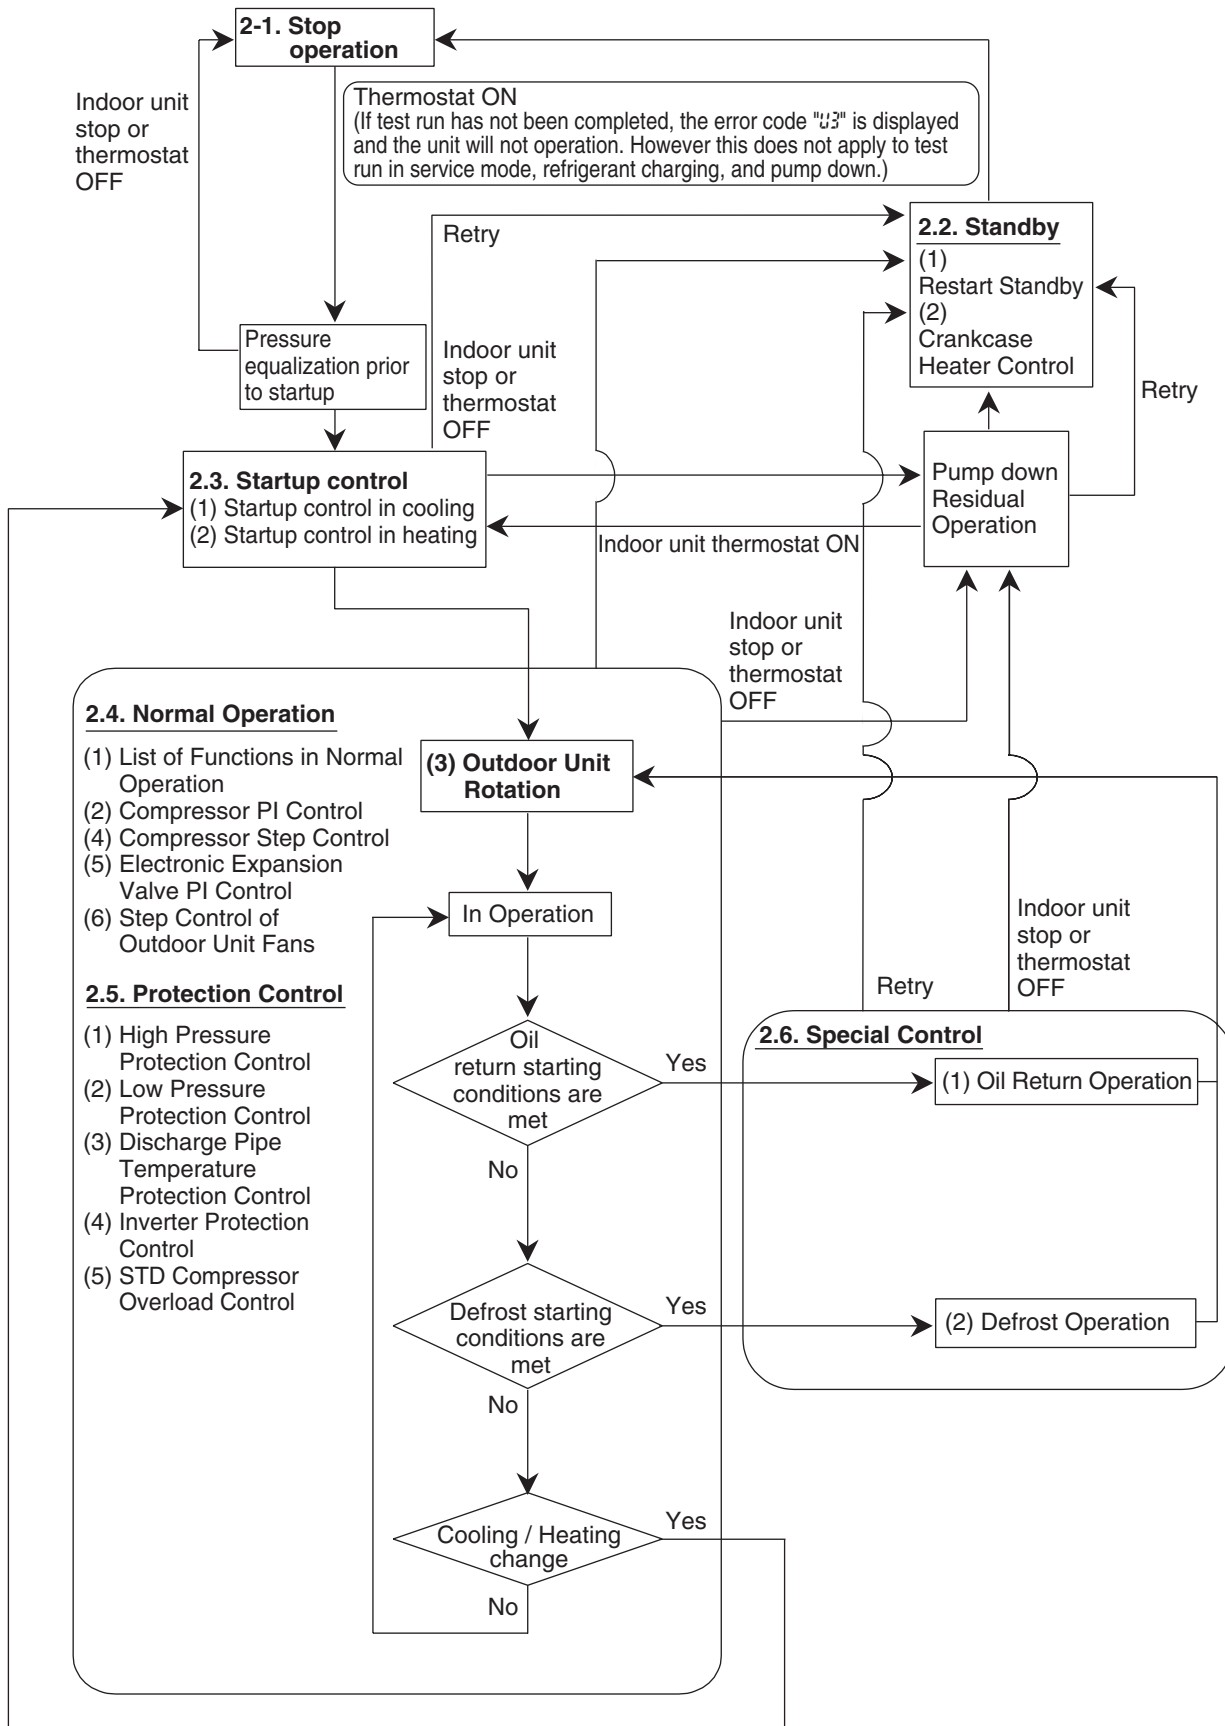 2-1. Stop
operation
Indoor unit
stop or
thermostat
OFF
Thermostat ON
(If test run has not been completed, the error code "U3" is displayed
and the unit will not operation. However this does not apply to test
run in service mode, refrigerant charging, and pump down.)
Retry
2.2. Standby
(1)
Restart Standby
(2)
Crankcase
Heater Control
Pressure
equalization prior
to startup
Indoor unit
stop or
thermostat
OFF
Retry
2.3. Startup control
(1) Startup control in cooling
(2) Startup control in heating
Pump down
Residual
Operation
Indoor unit thermostat ON
Indoor unit
stop or
thermostat
OFF
2.4. Normal Operation
(1) List of Functions in Normal
Operation
(2) Compressor PI Control
(4) Compressor Step Control
(5) Electronic Expansion
Valve PI Control
(6) Step Control of
Outdoor Unit Fans
(3) Outdoor Unit
Rotation
In Operation
Indoor unit
stop or
thermostat
OFF
Retry
2.5. Protection Control
(1) High Pressure
Protection Control
(2) Low Pressure
Protection Control
(3) Discharge Pipe
Temperature
Protection Control
(4) Inverter Protection
Control
(5) STD Compressor
Overload Control
Oil
return starting
conditions are
met
Yes
No
2.6. Special Control
(1) Oil Return Operation
Defrost starting
conditions are
met
Yes
No
(2) Defrost Operation
Cooling / Heating
change
Yes
No